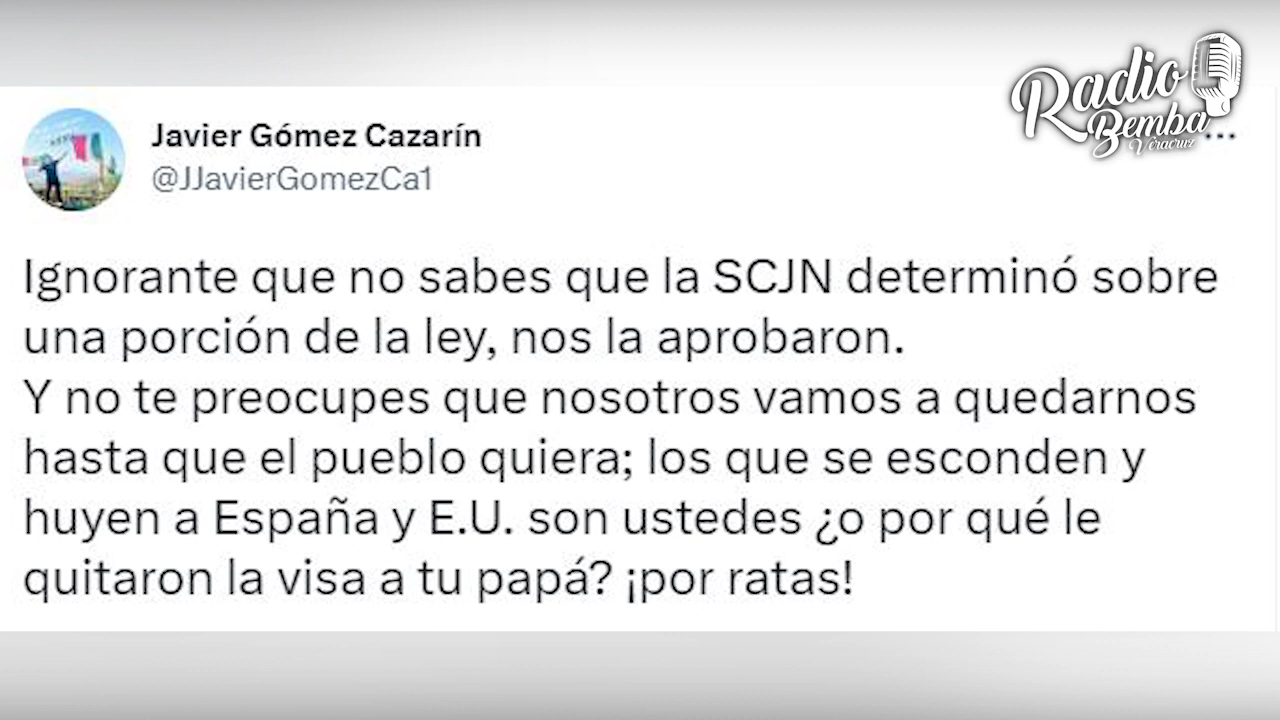 Radio
Bemba
Veracruz
Javier Gómez Cazarín
@JJavierGomezCa1
Ignorante que no sabes que la SCJN determinó sobre
una porción de la ley, nos la aprobaron.
Y no te preocupes que nosotros vamos a quedarnos
hasta que el pueblo quiera; los que se esconden y
huyen a España y E.U. son ustedes ¿o por qué le
quitaron la visa a tu papá? ¡por ratas!